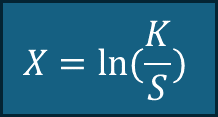 X = ln(K/S)